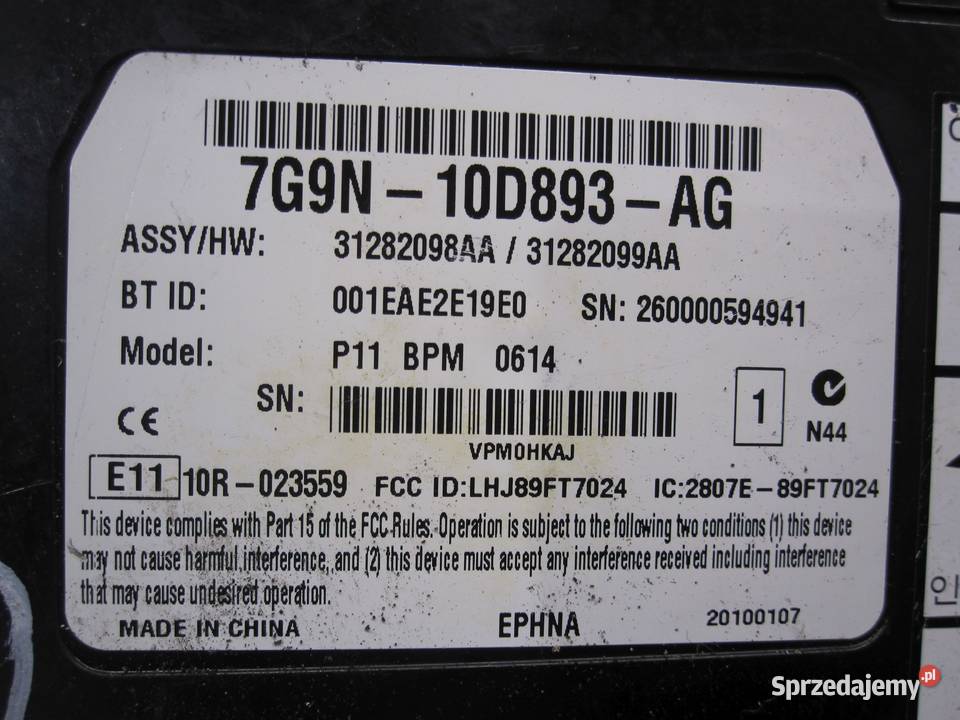 7G9N-10D893-AG
ASSY/HW: 31282098AA / 31282099AA
BT ID: 001EAE2E19E0 SN: 260000594941
Model: P11 BPM 0614
SN:
1
N44
CE
VPM0HKAJ
E11 10R-023559 FCC ID:LHJ89FT7024 IC:2807E-89FT7024
This device complies with Part 15 of the FCC Rules. Operation is subject to the following two conditions (1) this device
may not cause harmful interference, and (2) this device must accept any interference received including interference
that may cause undesired operation.
MADE IN CHINA EPHNA 20100107
인
Sprzedajemy.pl